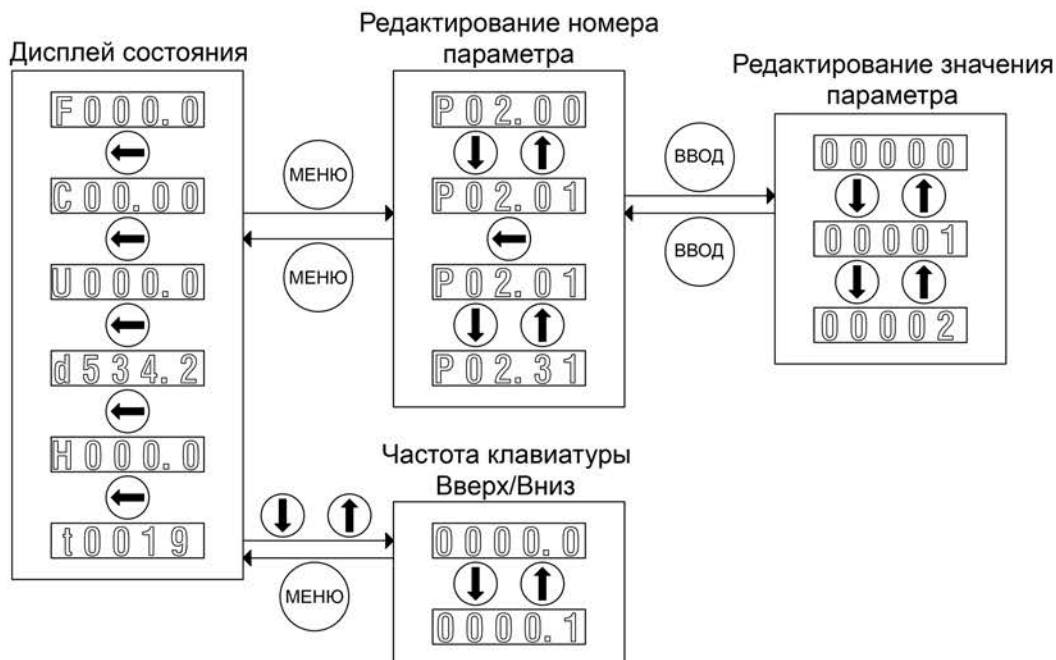 Дисплей состояния
F000.0
C00.00
U000.0
d534.2
H000.0
t0019
МЕНЮ
МЕНЮ
Редактирование номера
параметра
P02.00
P02.01
P02.01
P02.31
ВВОД
ВВОД
Редактирование значения
параметра
00000
00001
00002
МЕНЮ
Частота клавиатуры
Вверх/Вниз
0000.0
0000.1